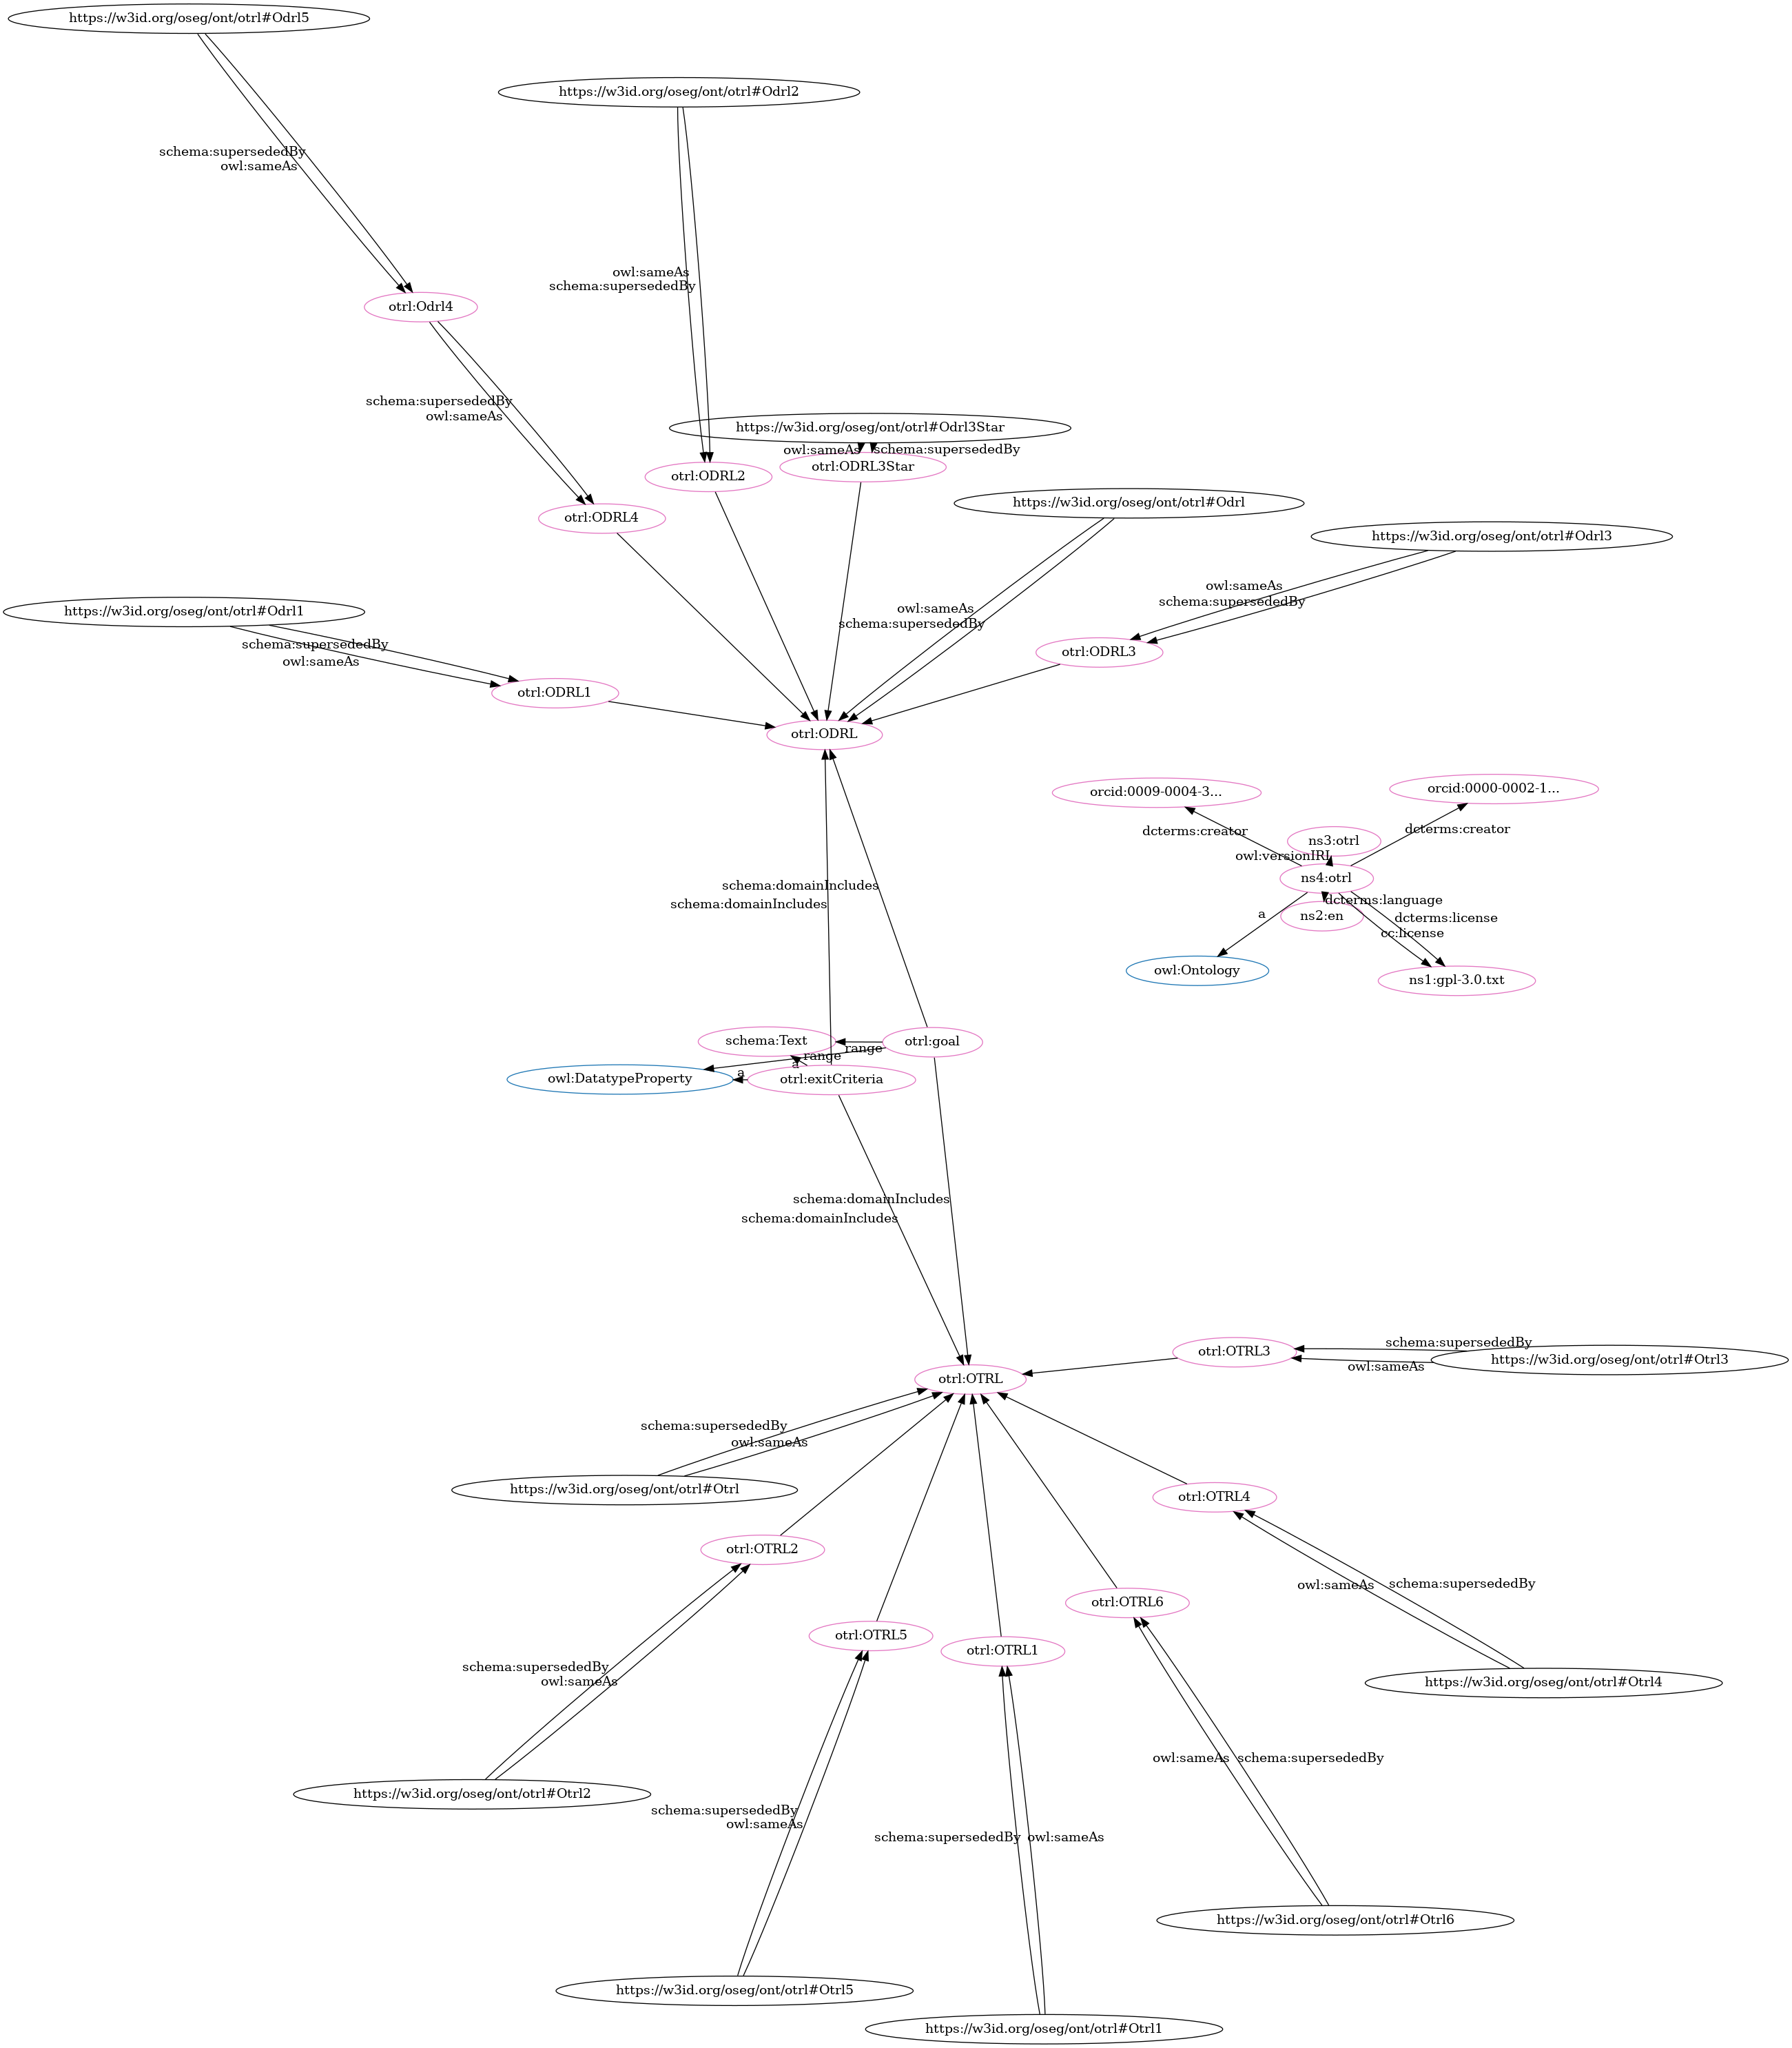 https://w3id.org/oseg/ont/otrl#Odrl5
https://w3id.org/oseg/ont/otrl#Odrl2
schema:supersededBy
owl:sameAs
owl:sameAs
schema:supersededBy
otrl:Odrl4
schema:supersededBy
owl:sameAs
https://w3id.org/oseg/ont/otrl#Odrl3Star
owl:sameAs
schema:supersededBy
otrl:ODRL3Star
otrl:ODRL2
otrl:ODRL4
https://w3id.org/oseg/ont/otrl#Odrl
https://w3id.org/oseg/ont/otrl#Odrl3
owl:sameAs
schema:supersededBy
owl:sameAs
schema:supersededBy
https://w3id.org/oseg/ont/otrl#Odrl1
schema:supersededBy
owl:sameAs
otrl:ODRL3
otrl:ODRL1
otrl:ODRL
orcid:0009-0004-3...
orcid:0000-0002-1...
dcterms:creator
dcterms:creator
ns3:otrl
owl:versionIRI
ns4:otrl
dcterms:language
ns2:en
a
dcterms:license
cc:license
owl:Ontology
ns1:gpl-3.0.txt
schema:domainIncludes
schema:domainIncludes
schema:Text
otrl:goal
range
range
a
a
owl:DatatypeProperty
otrl:exitCriteria
schema:domainIncludes
schema:domainIncludes
schema:supersededBy
otrl:OTRL3
https://w3id.org/oseg/ont/otrl#Otrl3
owl:sameAs
otrl:OTRL
schema:supersededBy
owl:sameAs
https://w3id.org/oseg/ont/otrl#Otrl
otrl:OTRL4
otrl:OTRL2
owl:sameAs
schema:supersededBy
otrl:OTRL6
otrl:OTRL5
otrl:OTRL1
schema:supersededBy
owl:sameAs
https://w3id.org/oseg/ont/otrl#Otrl4
owl:sameAs
schema:supersededBy
https://w3id.org/oseg/ont/otrl#Otrl2
schema:supersededBy
owl:sameAs
schema:supersededBy
owl:sameAs
https://w3id.org/oseg/ont/otrl#Otrl6
https://w3id.org/oseg/ont/otrl#Otrl5
https://w3id.org/oseg/ont/otrl#Otrl1